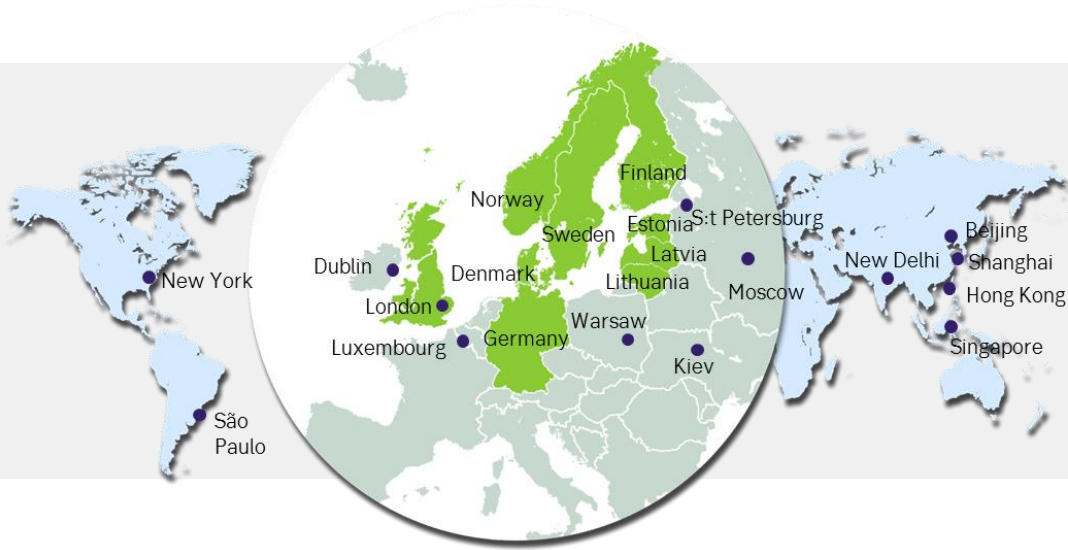 Finland
Norway
S:t Petersburg
Estonia
Sweden
Beijing
Latvia
New Delhi
Shanghai
Dublin
Denmark
New York
Lithuania
Moscow
Hong Kong
London
Warsaw
Germany
Luxembourg
Singapore
Kiev
São
Paulo